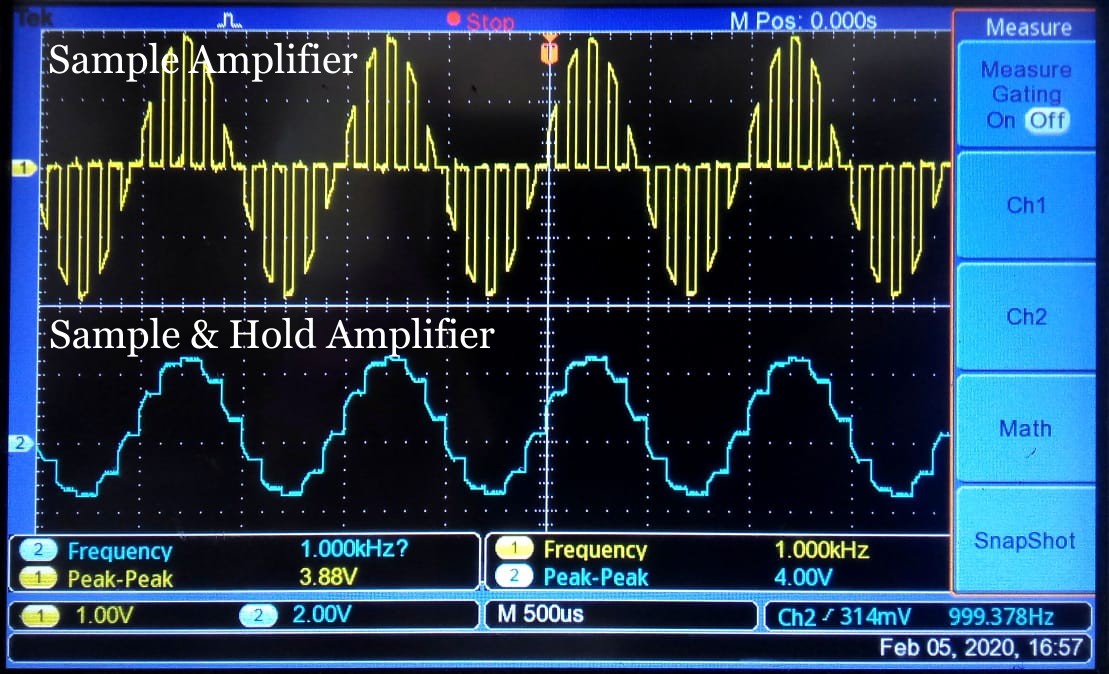 Tek Stop M Pos: 0.000s
Measure
Sample Amplifier
Measure
Gating
On Off
T
1
Ch1
Sample & Hold Amplifier
Ch2
2
Math
SnapShot
2 Frequency 1.000kHz? 1 Frequency 1.000kHz
1 Peak-Peak 3.88V 2 Peak-Peak 4.00V
1 1.00V 2 2.00V M 500us Ch2 314mV 999.378Hz
Feb 05, 2020, 16:57